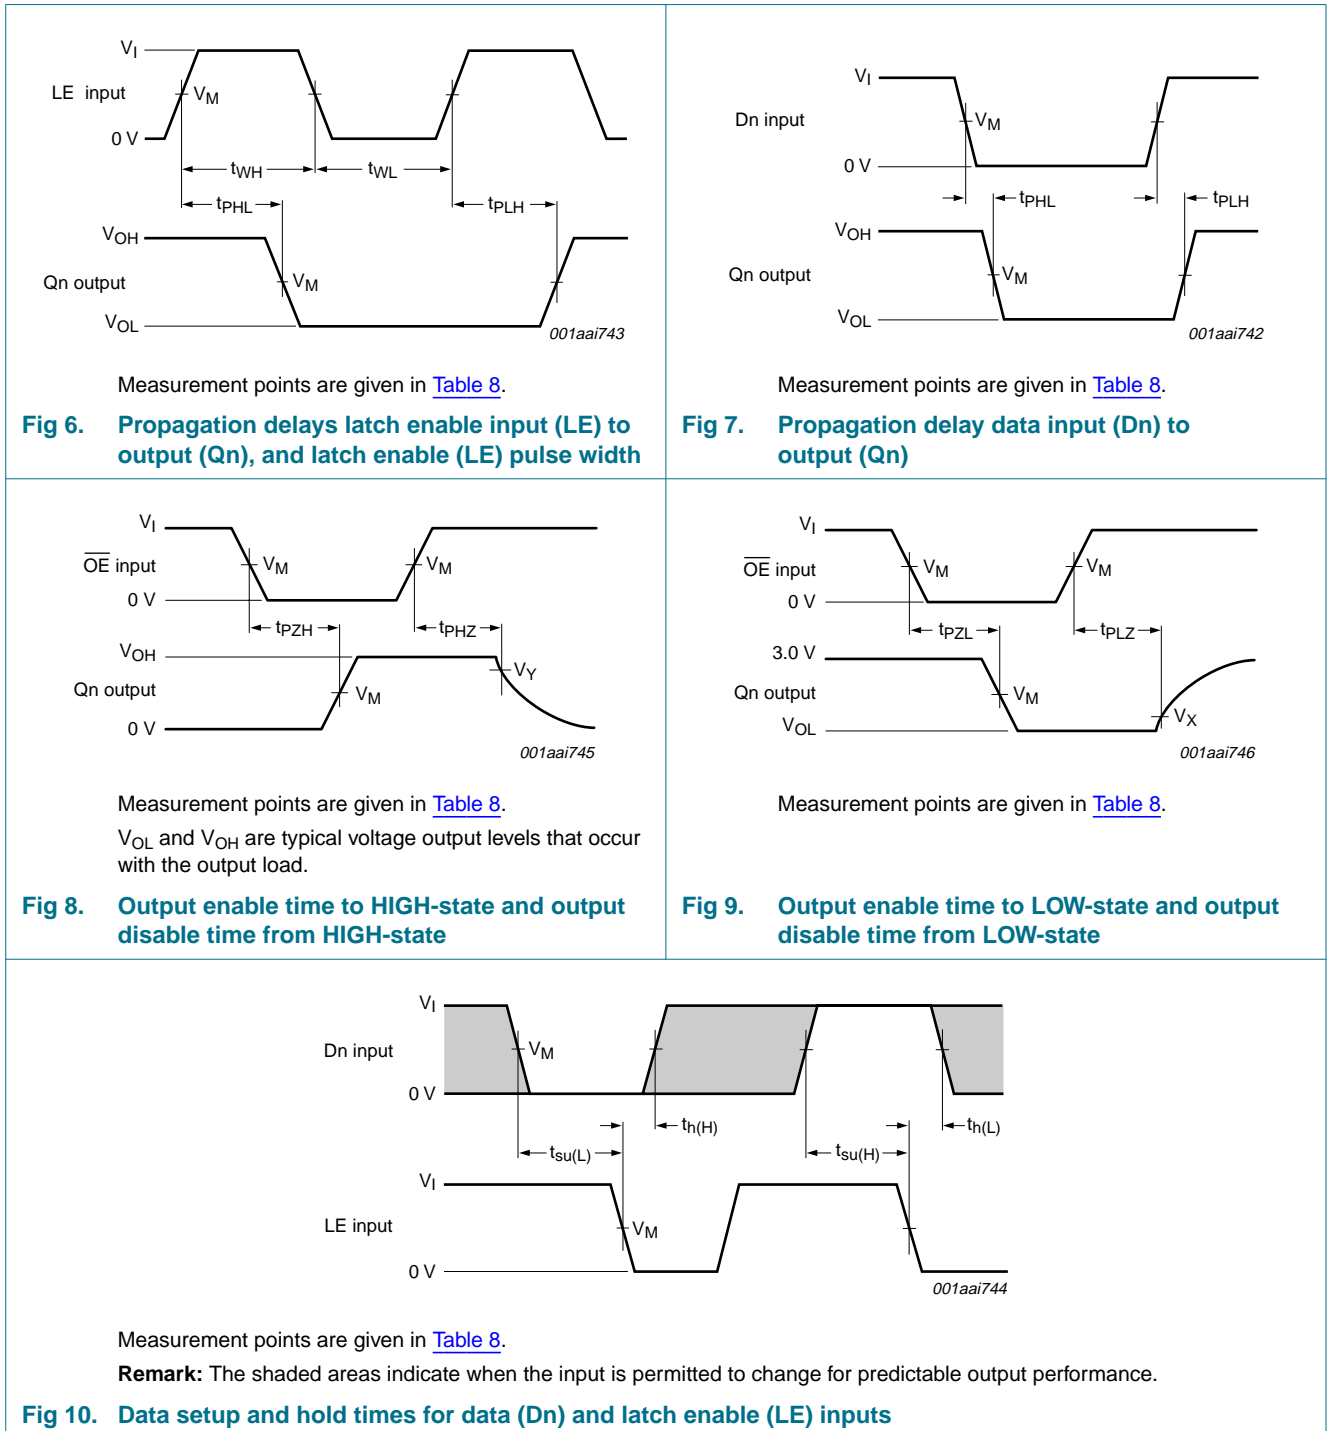 VI
LE input
VM
0 V
tWH
tWL
tPHL
tPLH
VOH
Qn output
VM
VOL
001aai743
Measurement points are given in Table 8.
Fig 6. Propagation delays latch enable input (LE) to
output (Qn), and latch enable (LE) pulse width
VI
Dn input
VM
0 V
tPHL
tPLH
VOH
Qn output
VM
VOL
001aai742
Measurement points are given in Table 8.
Fig 7. Propagation delay data input (Dn) to
output (Qn)
VI
OE input
VM
VM
0 V
tPZH
tPHZ
VOH
VY
Qn output
VM
0 V
001aai745
Measurement points are given in Table 8.
VOL and VOH are typical voltage output levels that occur
with the output load.
Fig 8. Output enable time to HIGH-state and output
disable time from HIGH-state
VI
OE input
VM
VM
0 V
tPZL
tPLZ
3.0 V
Qn output
VM
VX
VOL
001aai746
Measurement points are given in Table 8.
Fig 9. Output enable time to LOW-state and output
disable time from LOW-state
VI
Dn input
VM
0 V
th(H)
th(L)
tsu(L)
tsu(H)
VI
LE input
VM
0 V
001aai744
Measurement points are given in Table 8.
Remark: The shaded areas indicate when the input is permitted to change for predictable output performance.
Fig 10. Data setup and hold times for data (Dn) and latch enable (LE) inputs